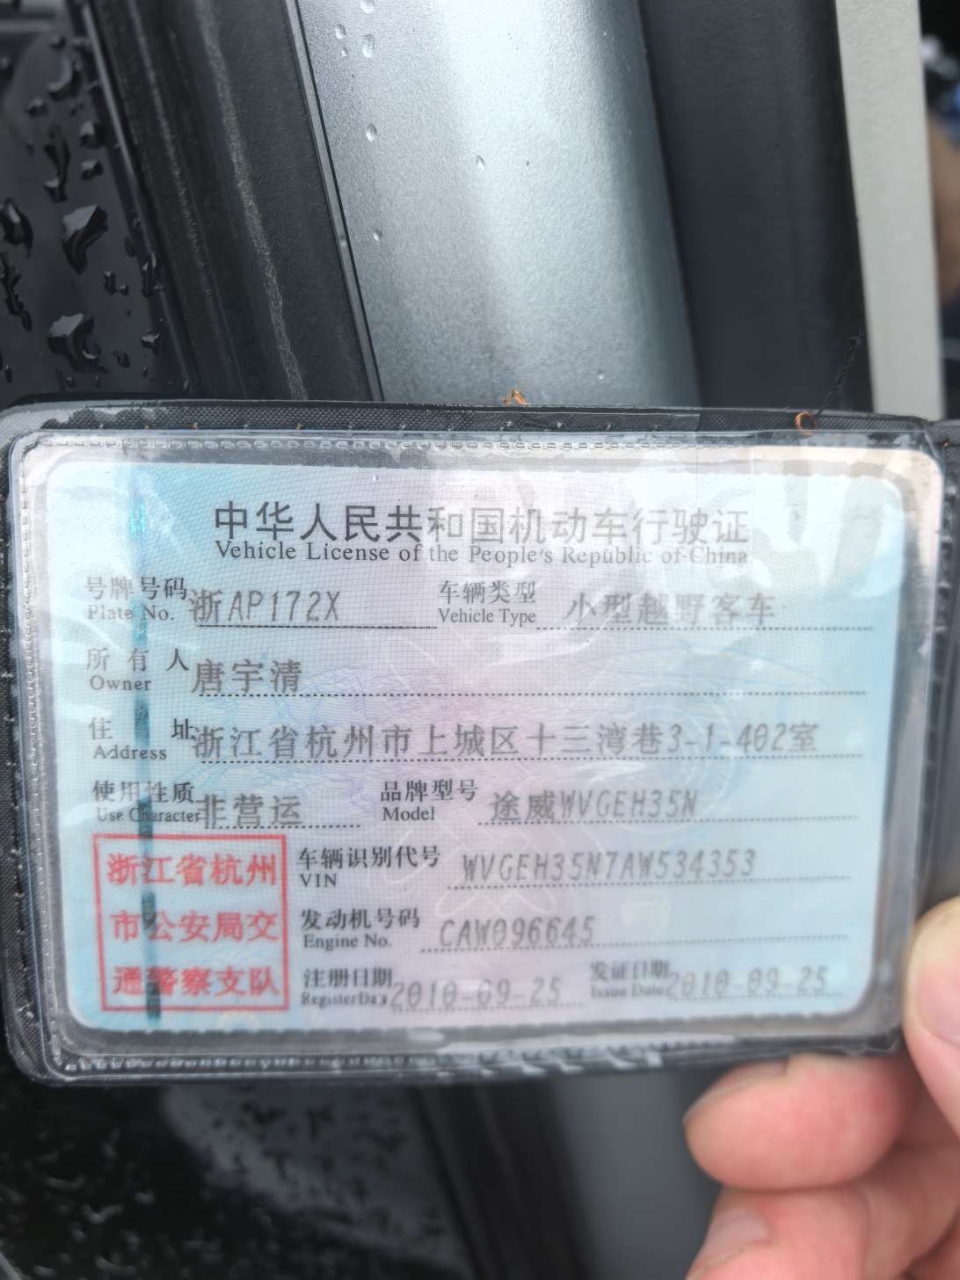 中华人民共和国机动车行驶证
Vehicle License of the People's Republic of China
号牌号码 浙AP172X 车辆类型 小型越野客车
Plate No. Vehicle Type
所有人 唐宇清
Owner
住址 浙江省杭州市上城区十三湾巷3-1-402室
Address
使用性质 非营运 品牌型号 途威WVGEH35N
Use Character Model
浙江省杭州
市公安局交
通警察支队
车辆识别代号 WVGEH35N7AW534353
VIN
发动机号码 CAW096645
Engine No.
注册日期 2010-09-25 发证日期 2010-09-25
Register Date Issue Date